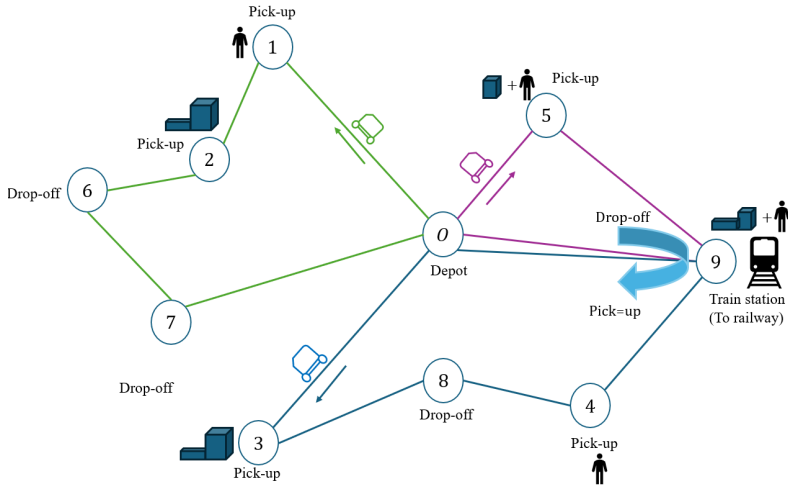 Pick-up
1
5
+
Pick-up
Pick-up
2
6
Drop-off
Drop-off
+
O
Depot
9
Train station
(To railway)
Pick=up
7
Drop-off
8
Drop-off
4
Pick-up
3
Pick-up